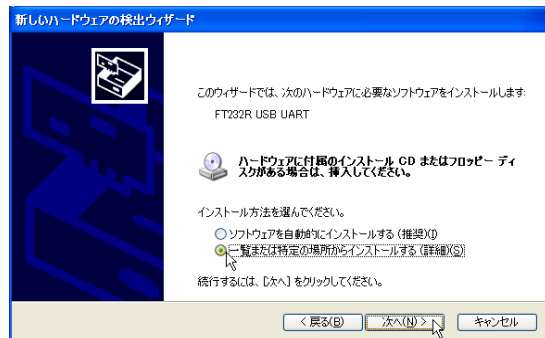 新しいハードウェアの検出ウィザード
このウィザードでは、次のハードウェアに必要なソフトウェアをインストールします:
FT232R USB UART
ハードウェアに付属のインストール CD またはフロッピー ディ
スクがある場合は、挿入してください。
インストール方法を選んでください。
ソフトウェアを自動的にインストールする (推奨)(I)
一覧または特定の場所からインストールする (詳細)(S)
続行するには、[次へ] をクリックしてください。
< 戻る(B)
次へ(N) >
キャンセル